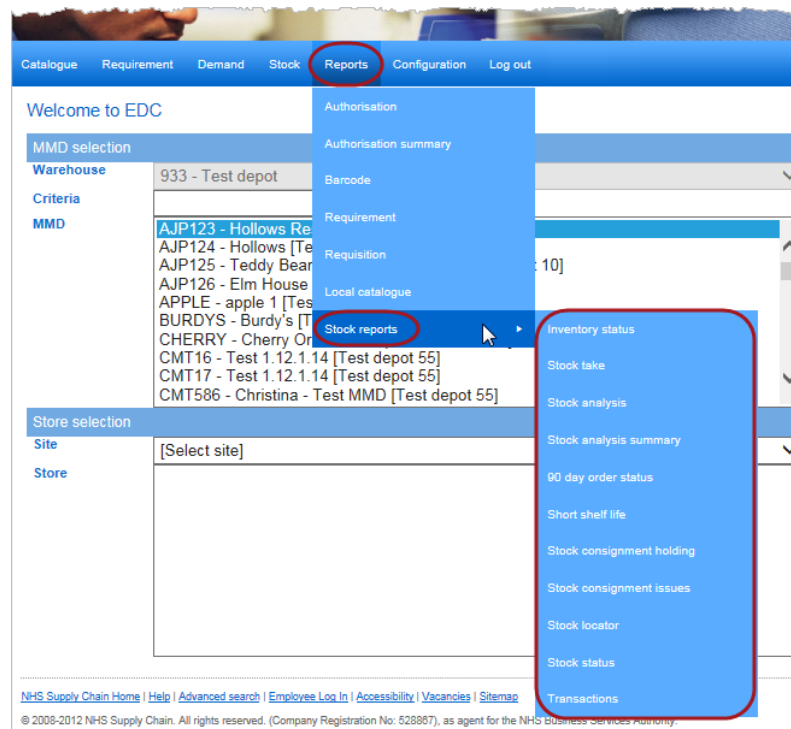 Catalogue Requirement Demand Stock Reports Configuration Log out
Welcome to EDC
Authorisation
Authorisation summary
Barcode
Requirement
Requisition
Local catalogue
Stock reports
Inventory status
Stock take
Stock analysis
Stock analysis summary
90 day order status
Short shelf life
Stock consignment holding
Stock consignment issues
Stock locator
Stock status
Transactions
MMD selection
Warehouse
933 - Test depot
Criteria
MMD
AJP123 - Hollows Re
AJP124 - Hollows [Te
AJP125 - Teddy Bear t 10]
AJP126 - Elm House
APPLE - apple 1 [Tes
BURDYS - Burdy's [T
CHERRY - Cherry Or
CMT16 - Test 1.12.1.14 [Test depot 55]
CMT17 - Test 1.12.1.14 [Test depot 55]
CMT586 - Christina - Test MMD [Test depot 55]
Store selection
Site
[Select site]
Store
NHS Supply Chain Home | Help | Advanced search | Employee Log In | Accessibility | Vacancies | Sitemap
© 2008-2012 NHS Supply Chain. All rights reserved. (Company Registration No: 528867), as agent for the NHS Business Services Authority.